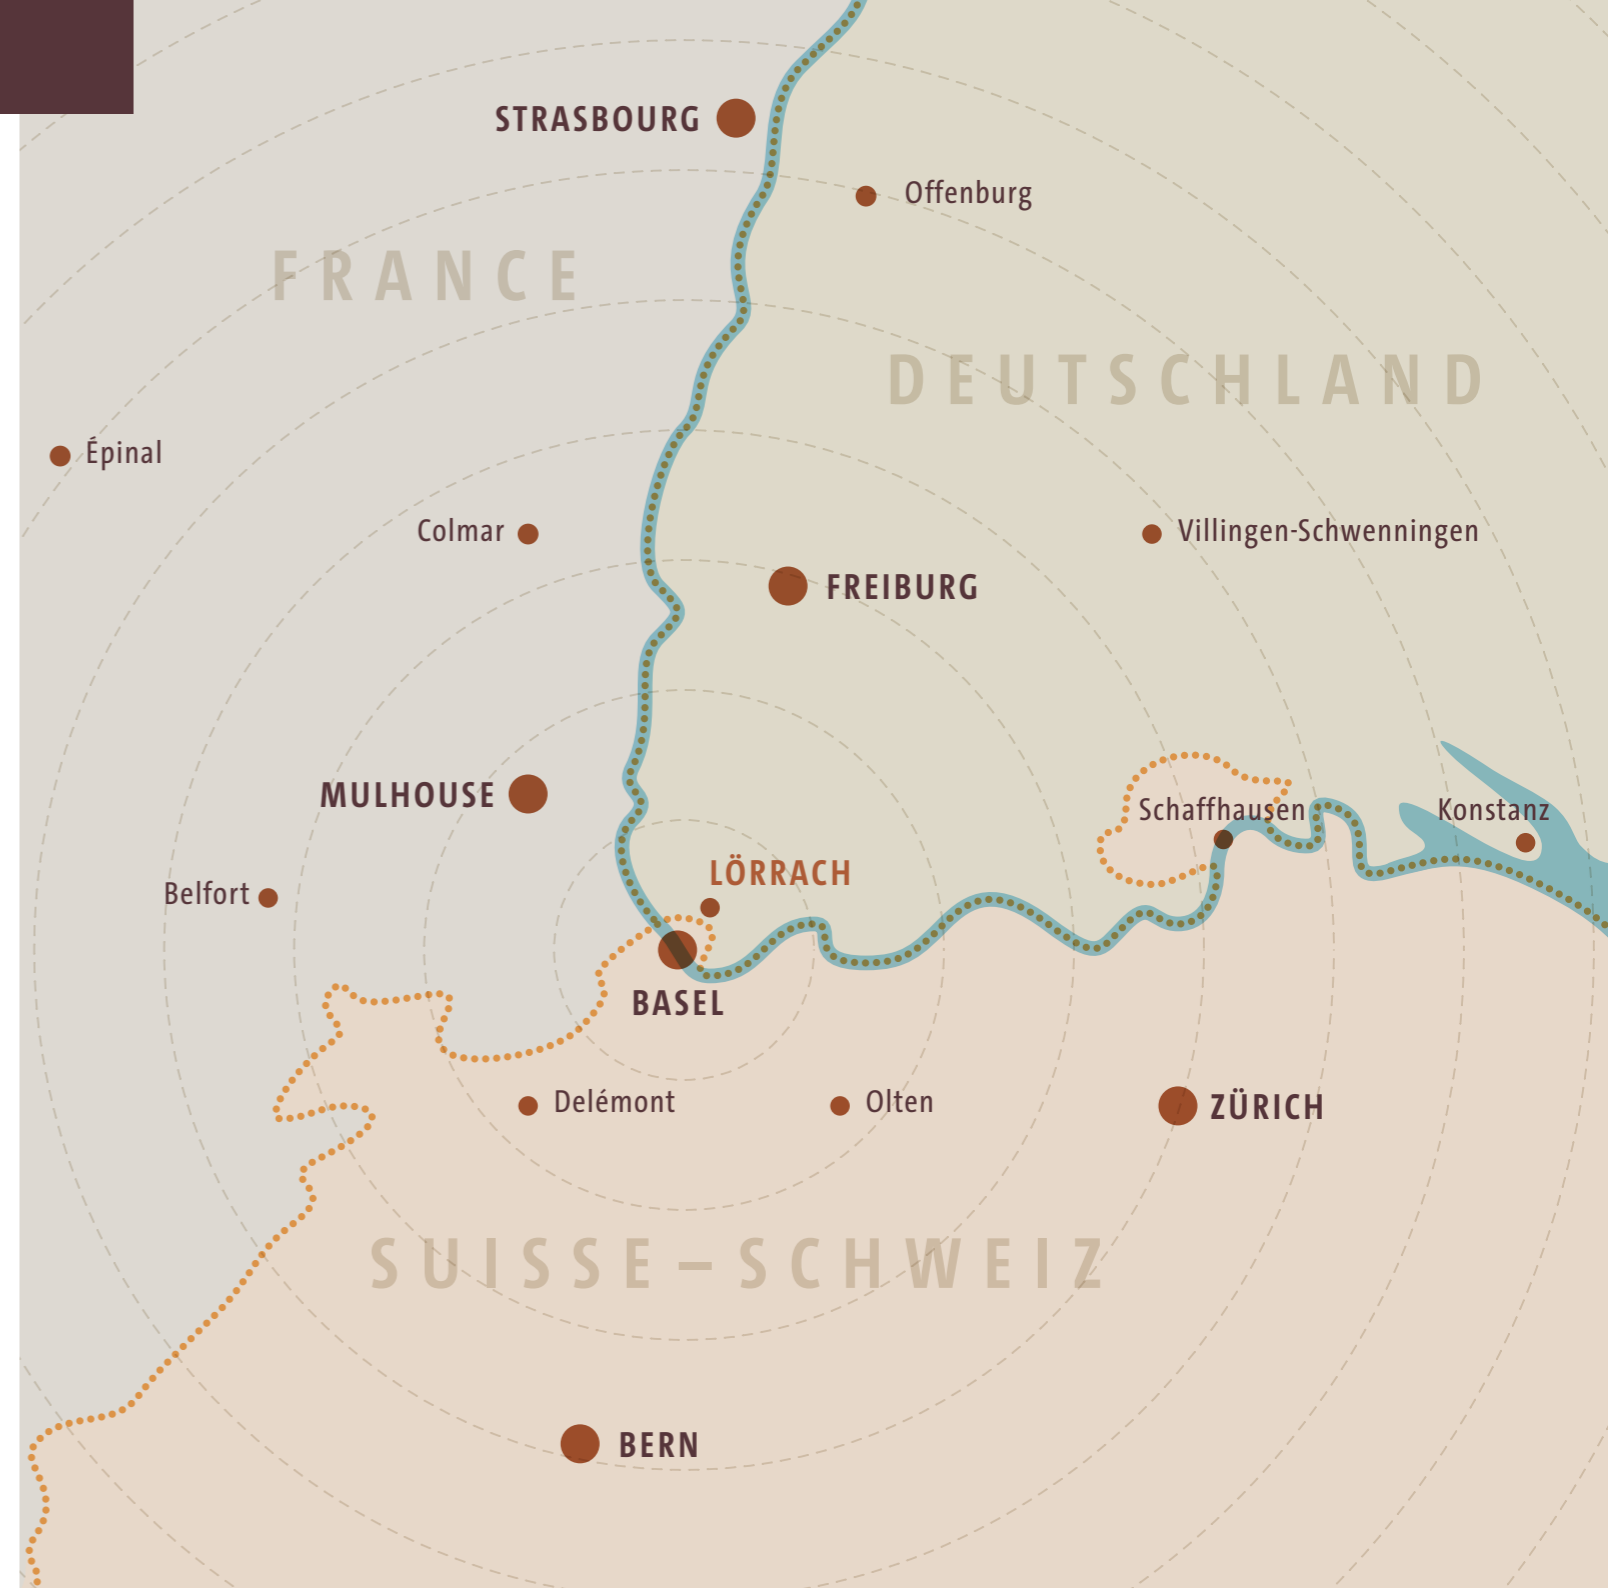 STRASBOURG
Offenburg
FRANCE
DEUTSCHLAND
Épinal
Colmar
Villingen-Schwenningen
FREIBURG
MULHOUSE
Schaffhausen
Konstanz
LÖRRACH
Belfort
BASEL
Delémont
Olten
ZÜRICH
SUISSE – SCHWEIZ
BERN